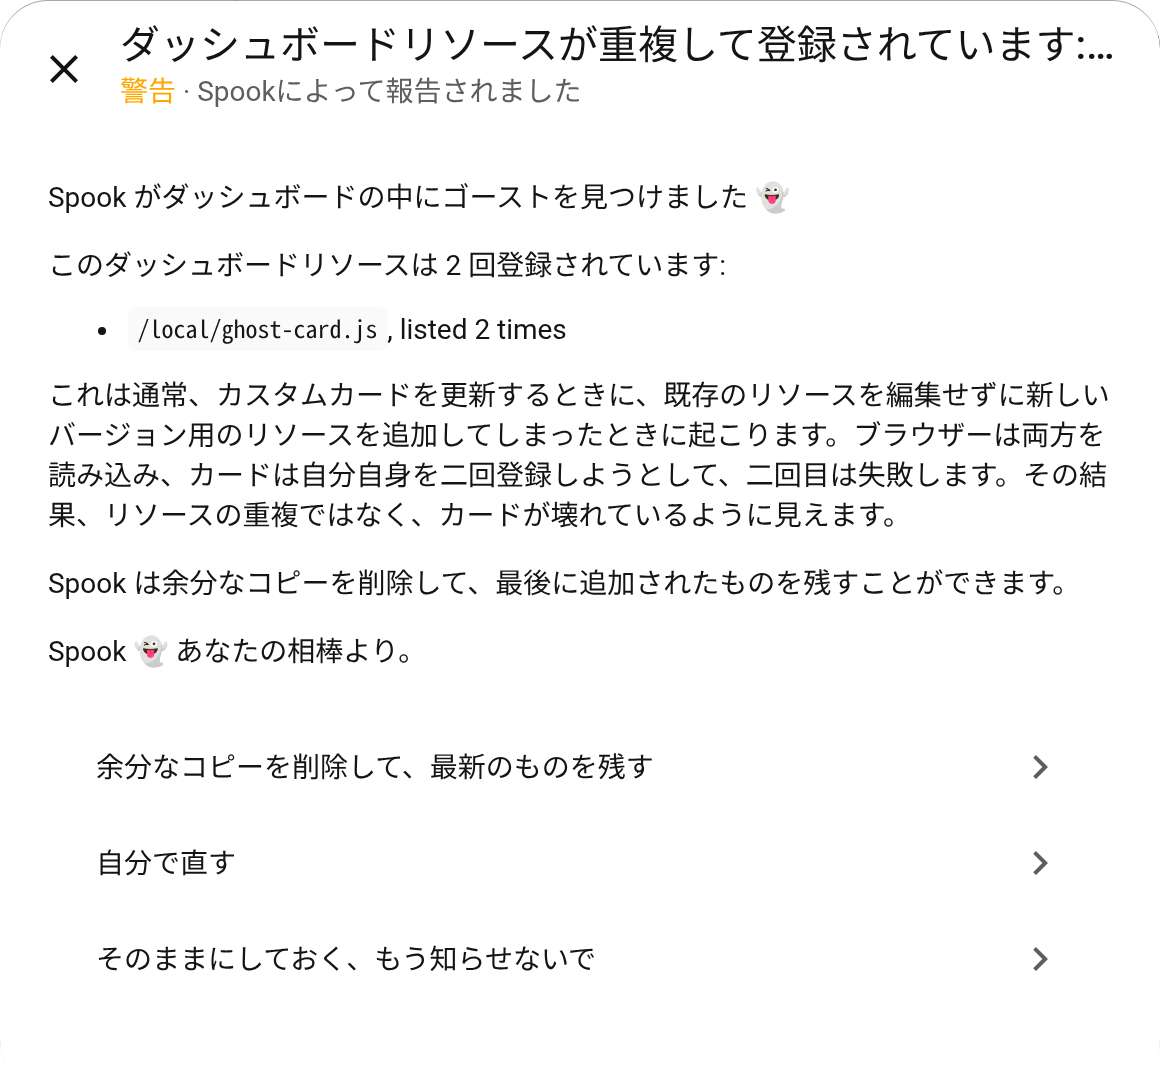 ダッシュボードリソースが重複して登録されています:...
警告 · Spookによって報告されました
Spook がダッシュボードの中にゴーストを見つけました 👻
このダッシュボードリソースは 2 回登録されています:
• /local/ghost-card.js , listed 2 times
これは通常、カスタムカードを更新するときに、既存のリソースを編集せずに新しい
バージョン用のリソースを追加してしまったときに起こります。ブラウザーは両方を
読み込み、カードは自分自身を二回登録しようとして、二回目は失敗します。その結
果、リソースの重複ではなく、カードが壊れているように見えます。
Spook は余分なコピーを削除して、最後に追加されたものを残すことができます。
Spook 👻 あなたの相棒より。
余分なコピーを削除して、最新のものを残す
自分で直す
そのままにしておく、もう知らせないで